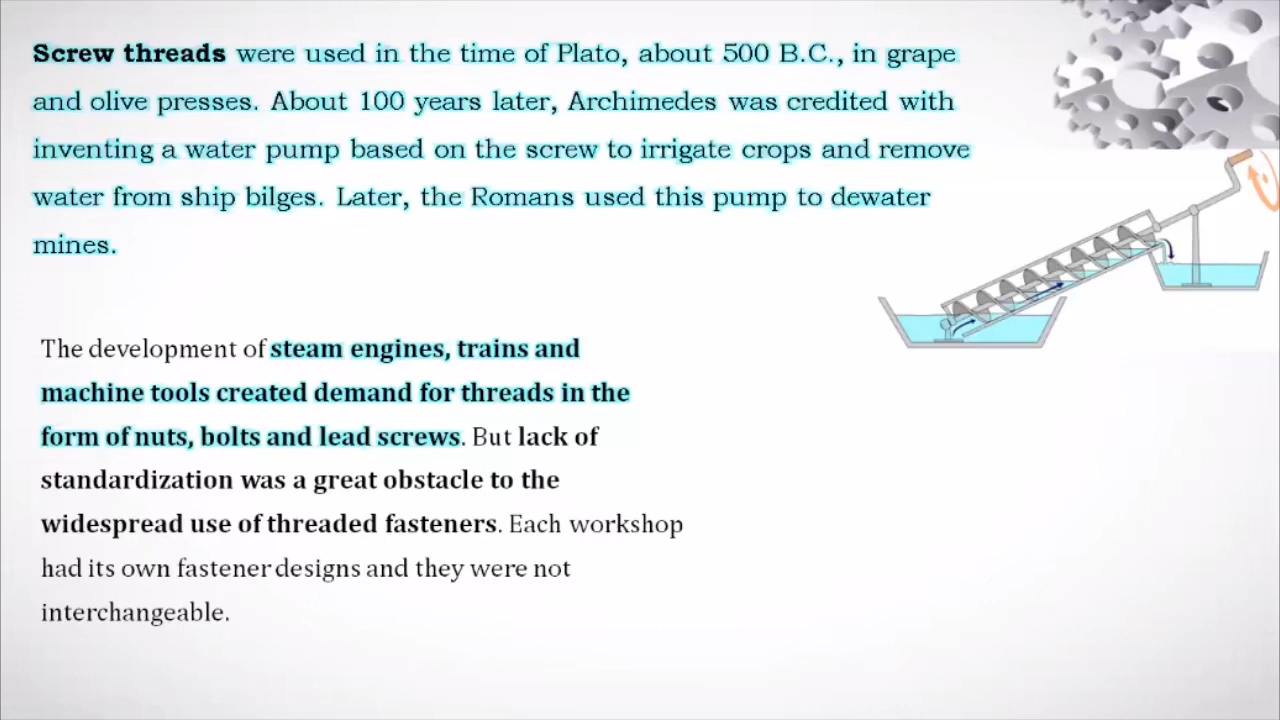 Screw threads were used in the time of Plato, about 500 B.C., in grape
and olive presses. About 100 years later, Archimedes was credited with
inventing a water pump based on the screw to irrigate crops and remove
water from ship bilges. Later, the Romans used this pump to dewater
mines.
The development of steam engines, trains and
machine tools created demand for threads in the
form of nuts, bolts and lead screws. But lack of
standardization was a great obstacle to the
widespread use of threaded fasteners. Each workshop
had its own fastener designs and they were not
interchangeable.